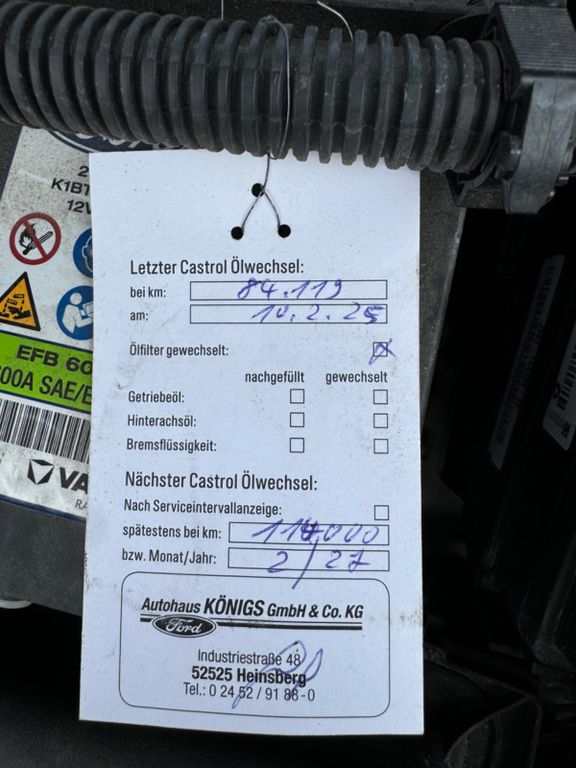 K1BT
12V
EFB 60
00A SAE/E
VA
Letzter Castrol Ölwechsel:
bei km: 84.119
am: 10.2.25
Ölfilter gewechselt:
nachgefüllt gewechselt
Getriebeöl:
Hinterachsöl:
Bremsflüssigkeit:
Nächster Castrol Ölwechsel:
Nach Serviceintervallanzeige:
spätestens bei km: 114.000
bzw. Monat/Jahr: 2/27
Autohaus KÖNIGS GmbH & Co. KG
Ford
Industriestraße 48
52525 Heinsberg
Tel.: 0 24 52 / 91 88-0